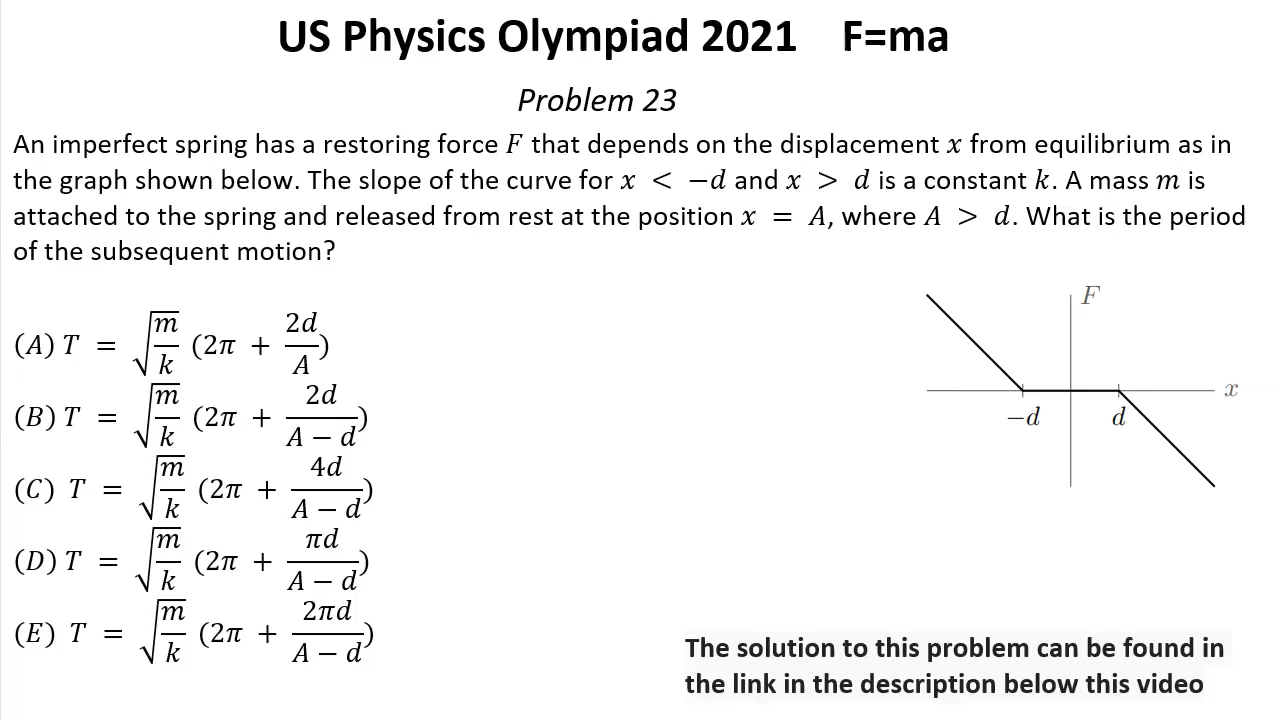 US Physics Olympiad 2021 F=ma
Problem 23
An imperfect spring has a restoring force F that depends on the displacement x from equilibrium as in
the graph shown below. The slope of the curve for x < −d and x > d is a constant k. A mass m is
attached to the spring and released from rest at the position x = A, where A > d. What is the period
of the subsequent motion?
(A) T = √(m/k) (2π + 2d/A)
(B) T = √(m/k) (2π + 2d/(A − d))
(C) T = √(m/k) (2π + 4d/(A − d))
(D) T = √(m/k) (2π + πd/(A − d))
(E) T = √(m/k) (2π + 2πd/(A − d))
F
x
−d d
The solution to this problem can be found in
the link in the description below this video